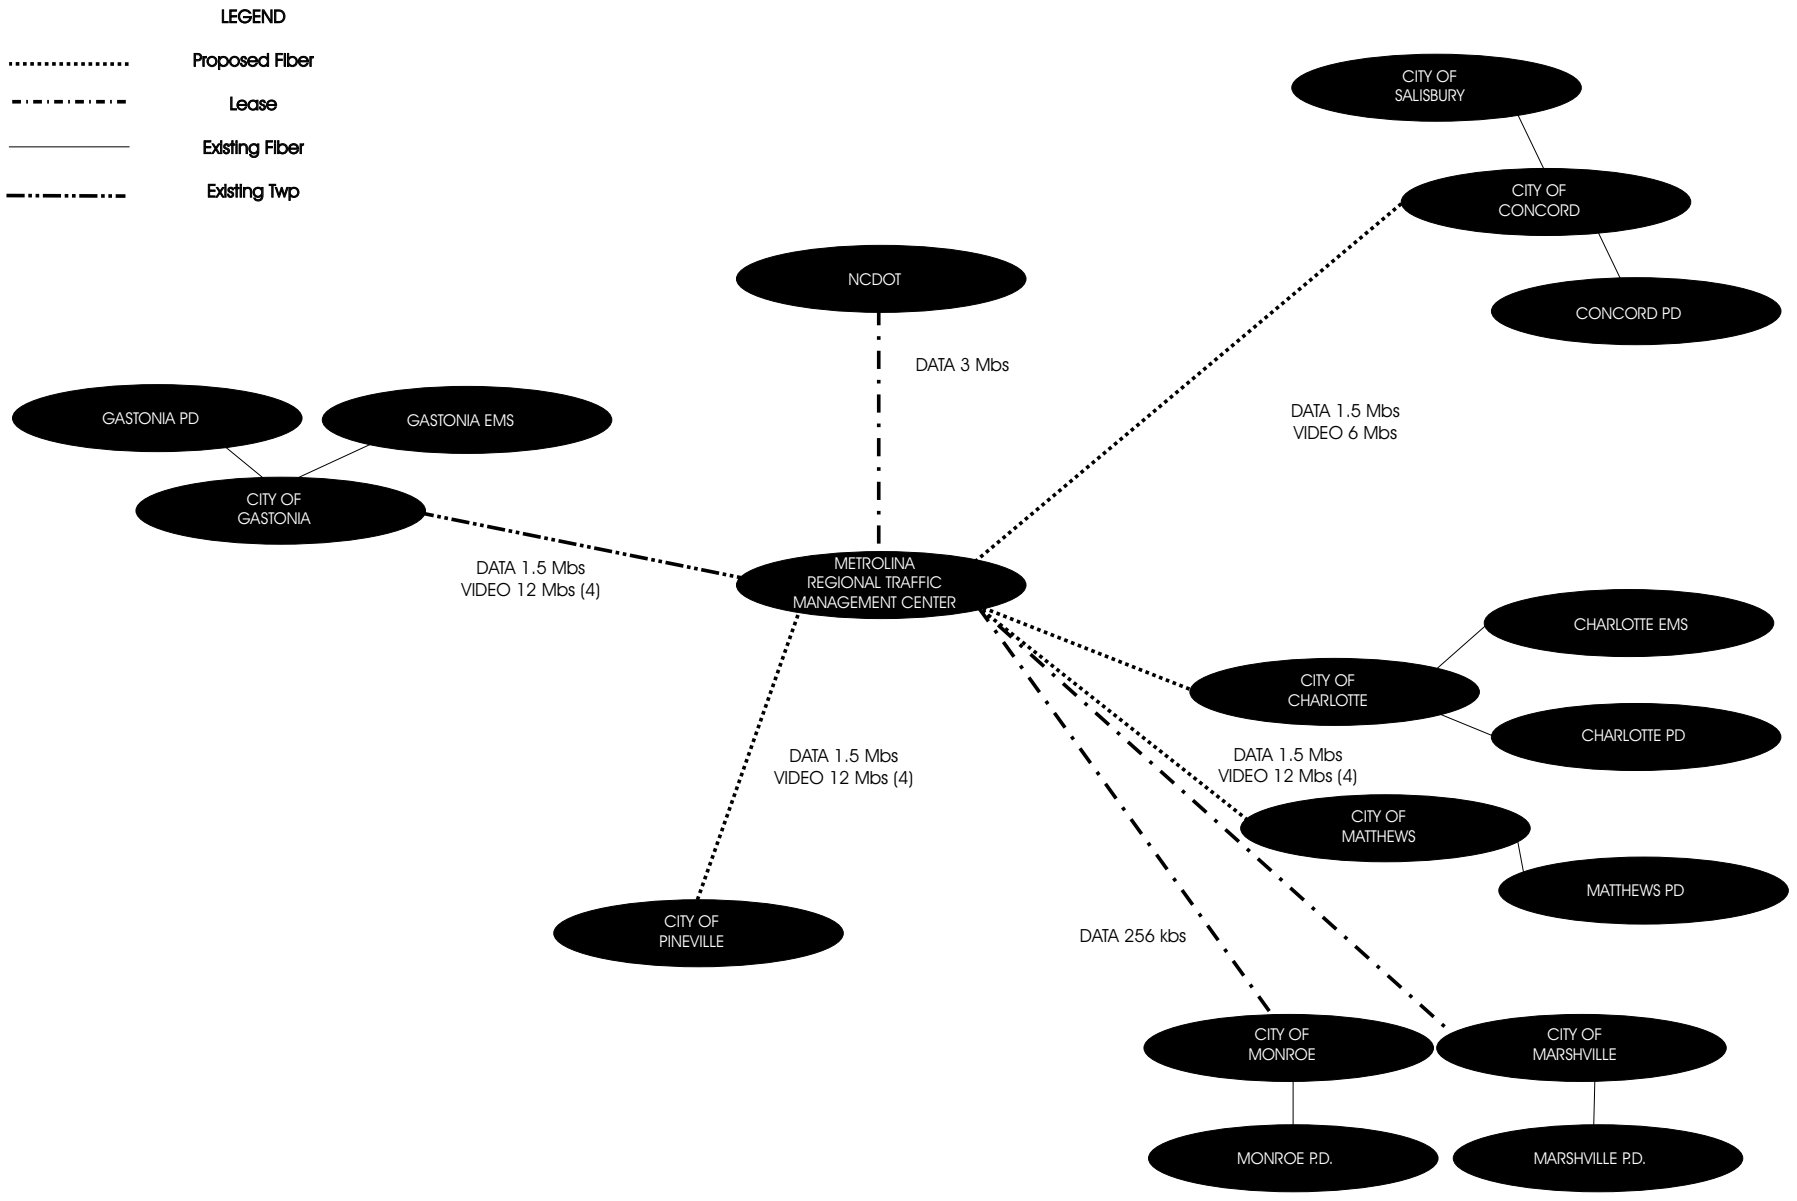 LEGEND
Proposed Fiber
Lease
Existing Fiber
Existing Twp
CITY OF
SALISBURY
CITY OF
CONCORD
CONCORD PD
NCDOT
DATA 3 Mbs
DATA 1.5 Mbs
VIDEO 6 Mbs
GASTONIA PD
GASTONIA EMS
CITY OF
GASTONIA
DATA 1.5 Mbs
VIDEO 12 Mbs (4)
METROLINA
REGIONAL TRAFFIC
MANAGEMENT CENTER
CHARLOTTE EMS
CITY OF
CHARLOTTE
CHARLOTTE PD
DATA 1.5 Mbs
VIDEO 12 Mbs (4)
DATA 1.5 Mbs
VIDEO 12 Mbs (4)
CITY OF
MATTHEWS
MATTHEWS PD
CITY OF
PINEVILLE
DATA 256 kbs
CITY OF
MONROE
CITY OF
MARSHVILLE
MONROE P.D.
MARSHVILLE P.D.